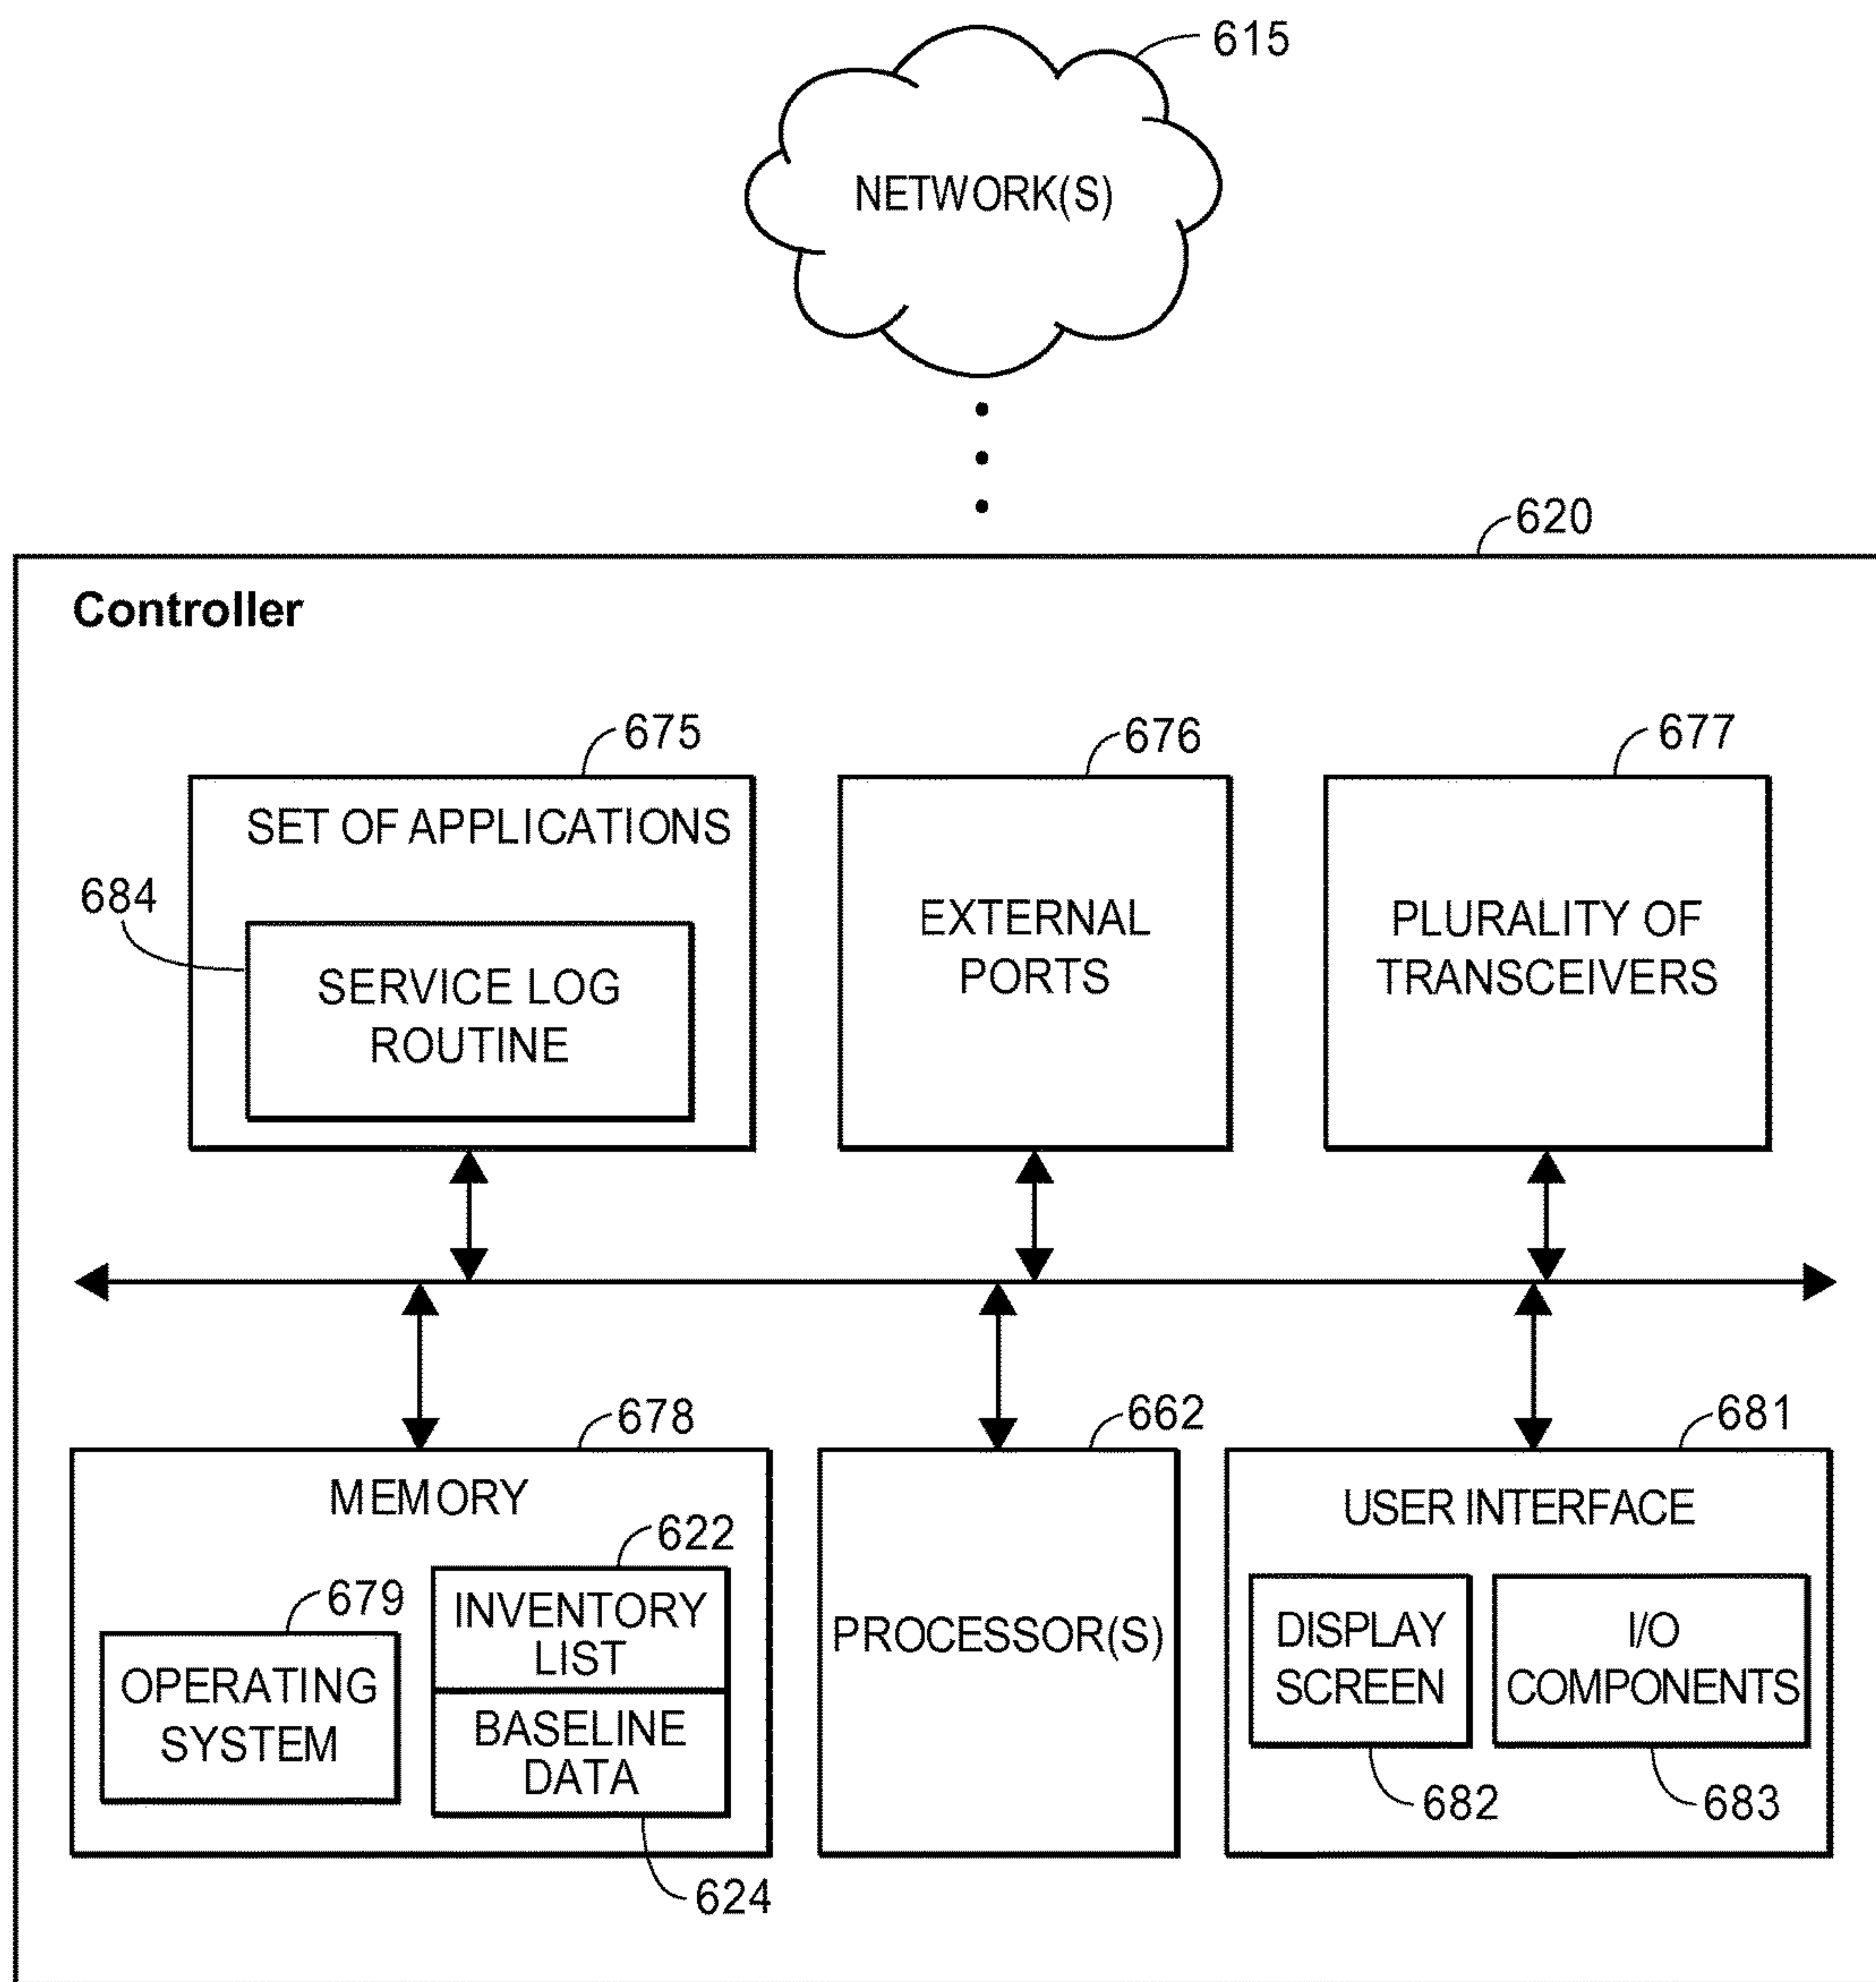 615
NETWORK(S)
620
Controller
675
676
677
SET OF APPLICATIONS
684
SERVICE LOG
ROUTINE
EXTERNAL
PORTS
PLURALITY OF
TRANSCEIVERS
678
662
681
MEMORY
622
679
INVENTORY
LIST
OPERATING
SYSTEM
BASELINE
DATA
624
PROCESSOR(S)
USER INTERFACE
DISPLAY
SCREEN
I/O
COMPONENTS
682
683